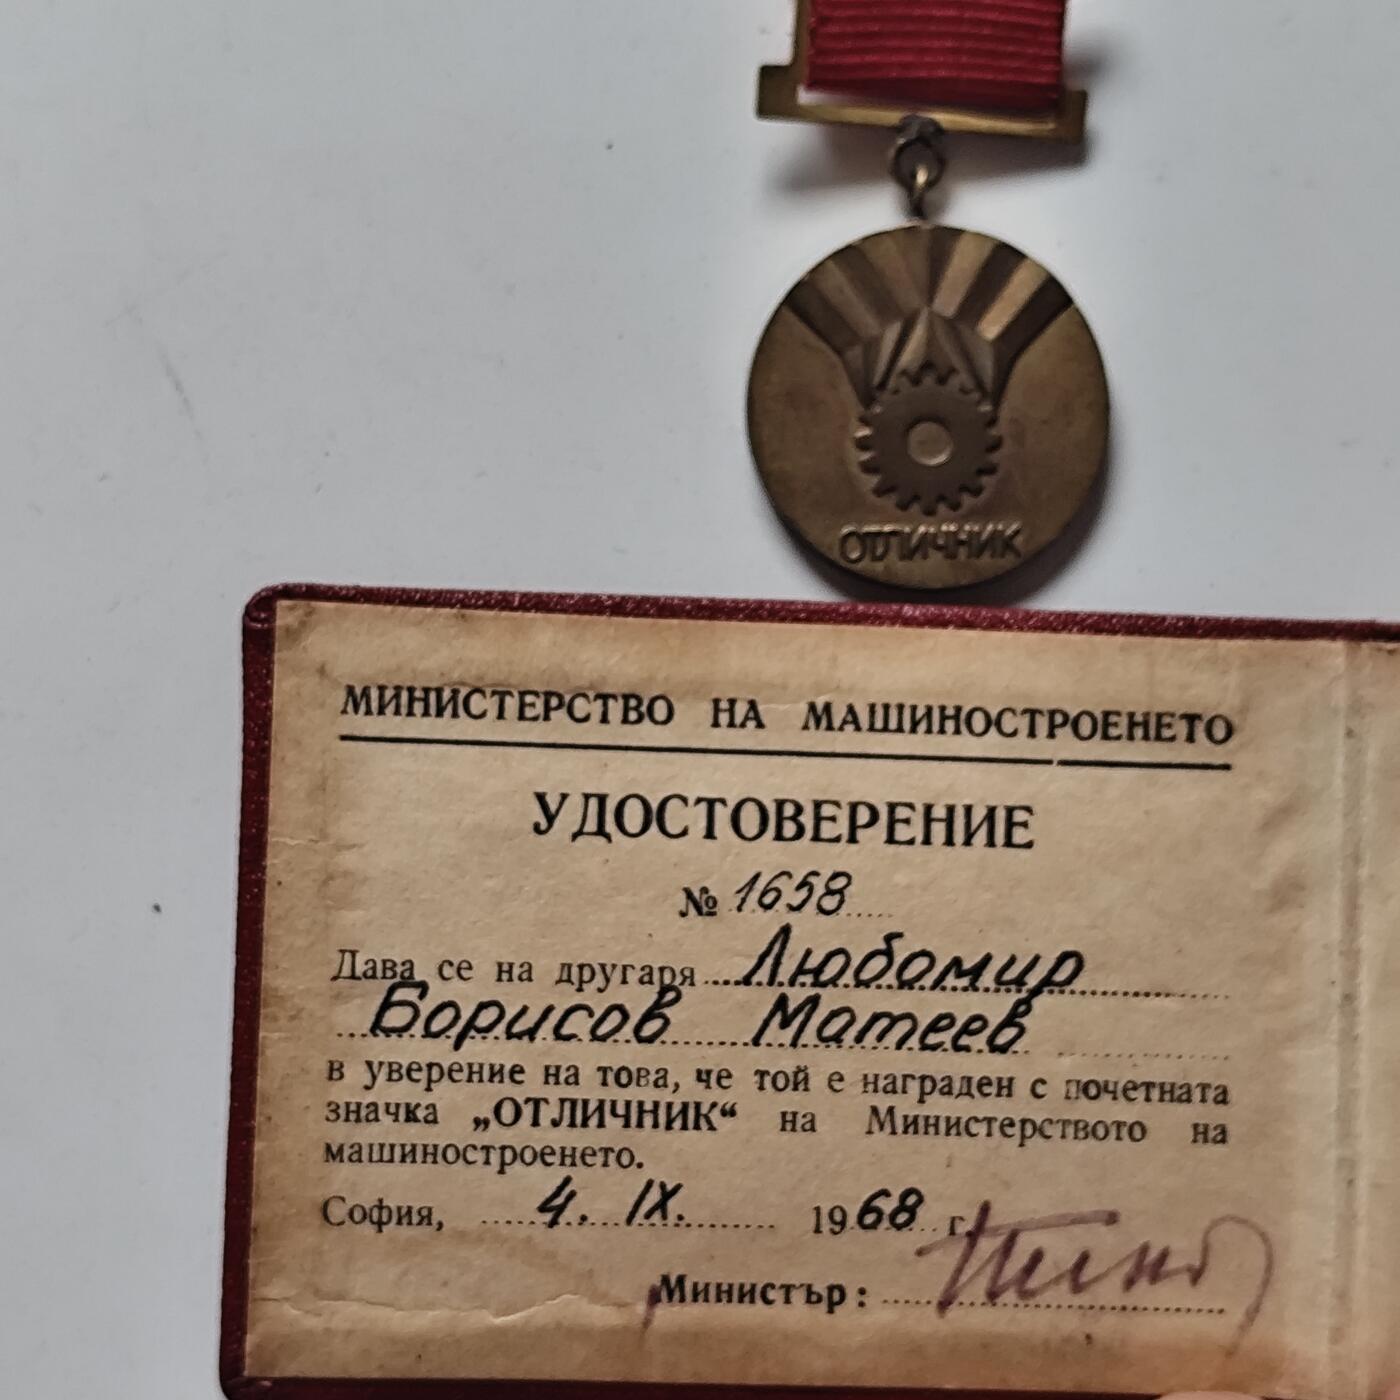 ОТЛИЧНИК
МИНИСТЕРСТВО НА МАШИНОСТРОЕНЕТО
УДОСТОВЕРЕНИЕ
№ 1658
Дава се на другаря Любомир
Борисов Матеев
в уверение на това, че той е награден с почетната
значка „ОТЛИЧНИК“ на Министерството на
машиностроенето.
София, 4. IX. 1968 г.
Министър: